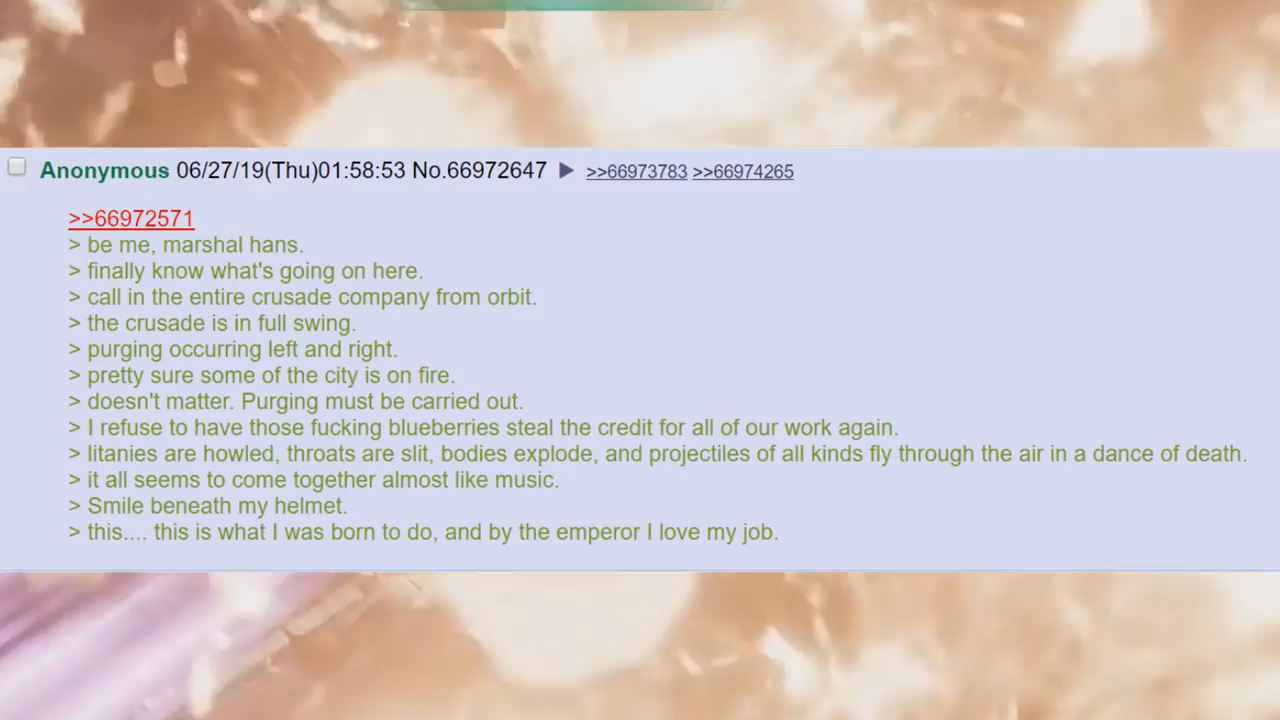 Anonymous 06/27/19(Thu)01:58:53 No.66972647 ▶ >>66973783 >>66974265
>>66972571
> be me, marshal hans.
> finally know what's going on here.
> call in the entire crusade company from orbit.
> the crusade is in full swing.
> purging occurring left and right.
> pretty sure some of the city is on fire.
> doesn't matter. Purging must be carried out.
> I refuse to have those fucking blueberries steal the credit for all of our work again.
> litanies are howled, throats are slit, bodies explode, and projectiles of all kinds fly through the air in a dance of death.
> it all seems to come together almost like music.
> Smile beneath my helmet.
> this.... this is what I was born to do, and by the emperor I love my job.